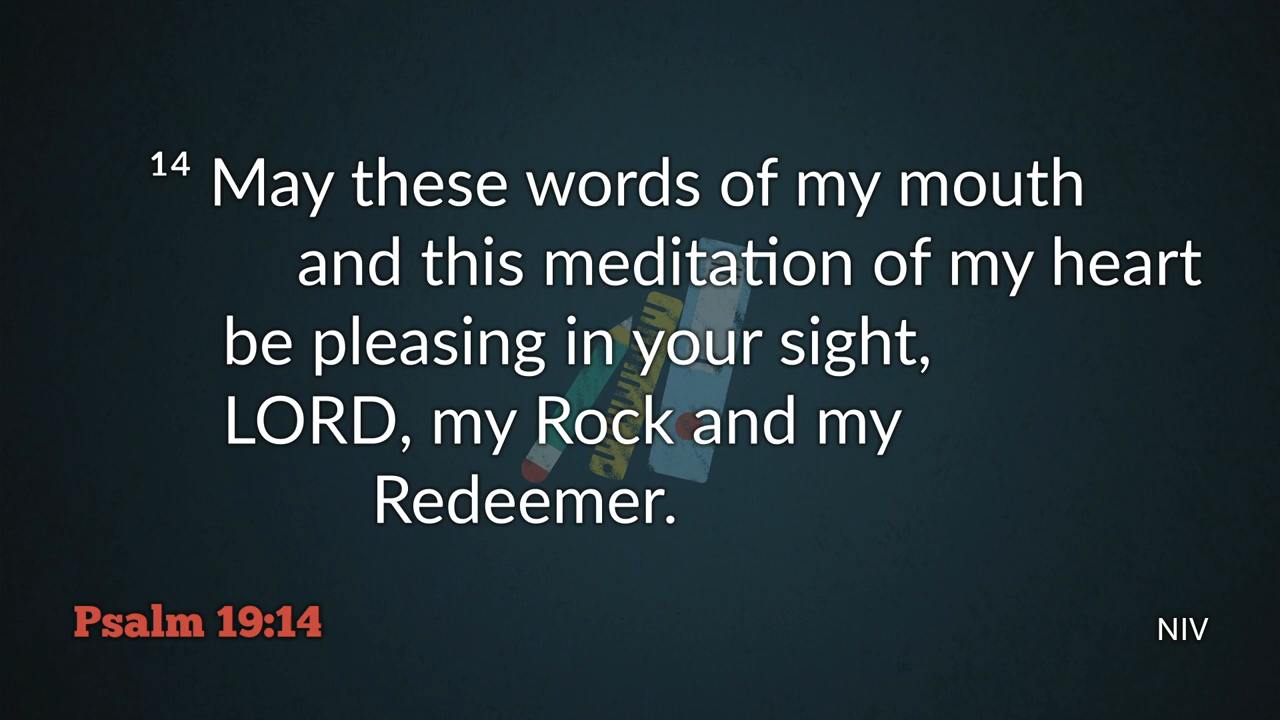 14 May these words of my mouth
and this meditation of my heart
be pleasing in your sight,
LORD, my Rock and my
Redeemer.
Psalm 19:14
NIV